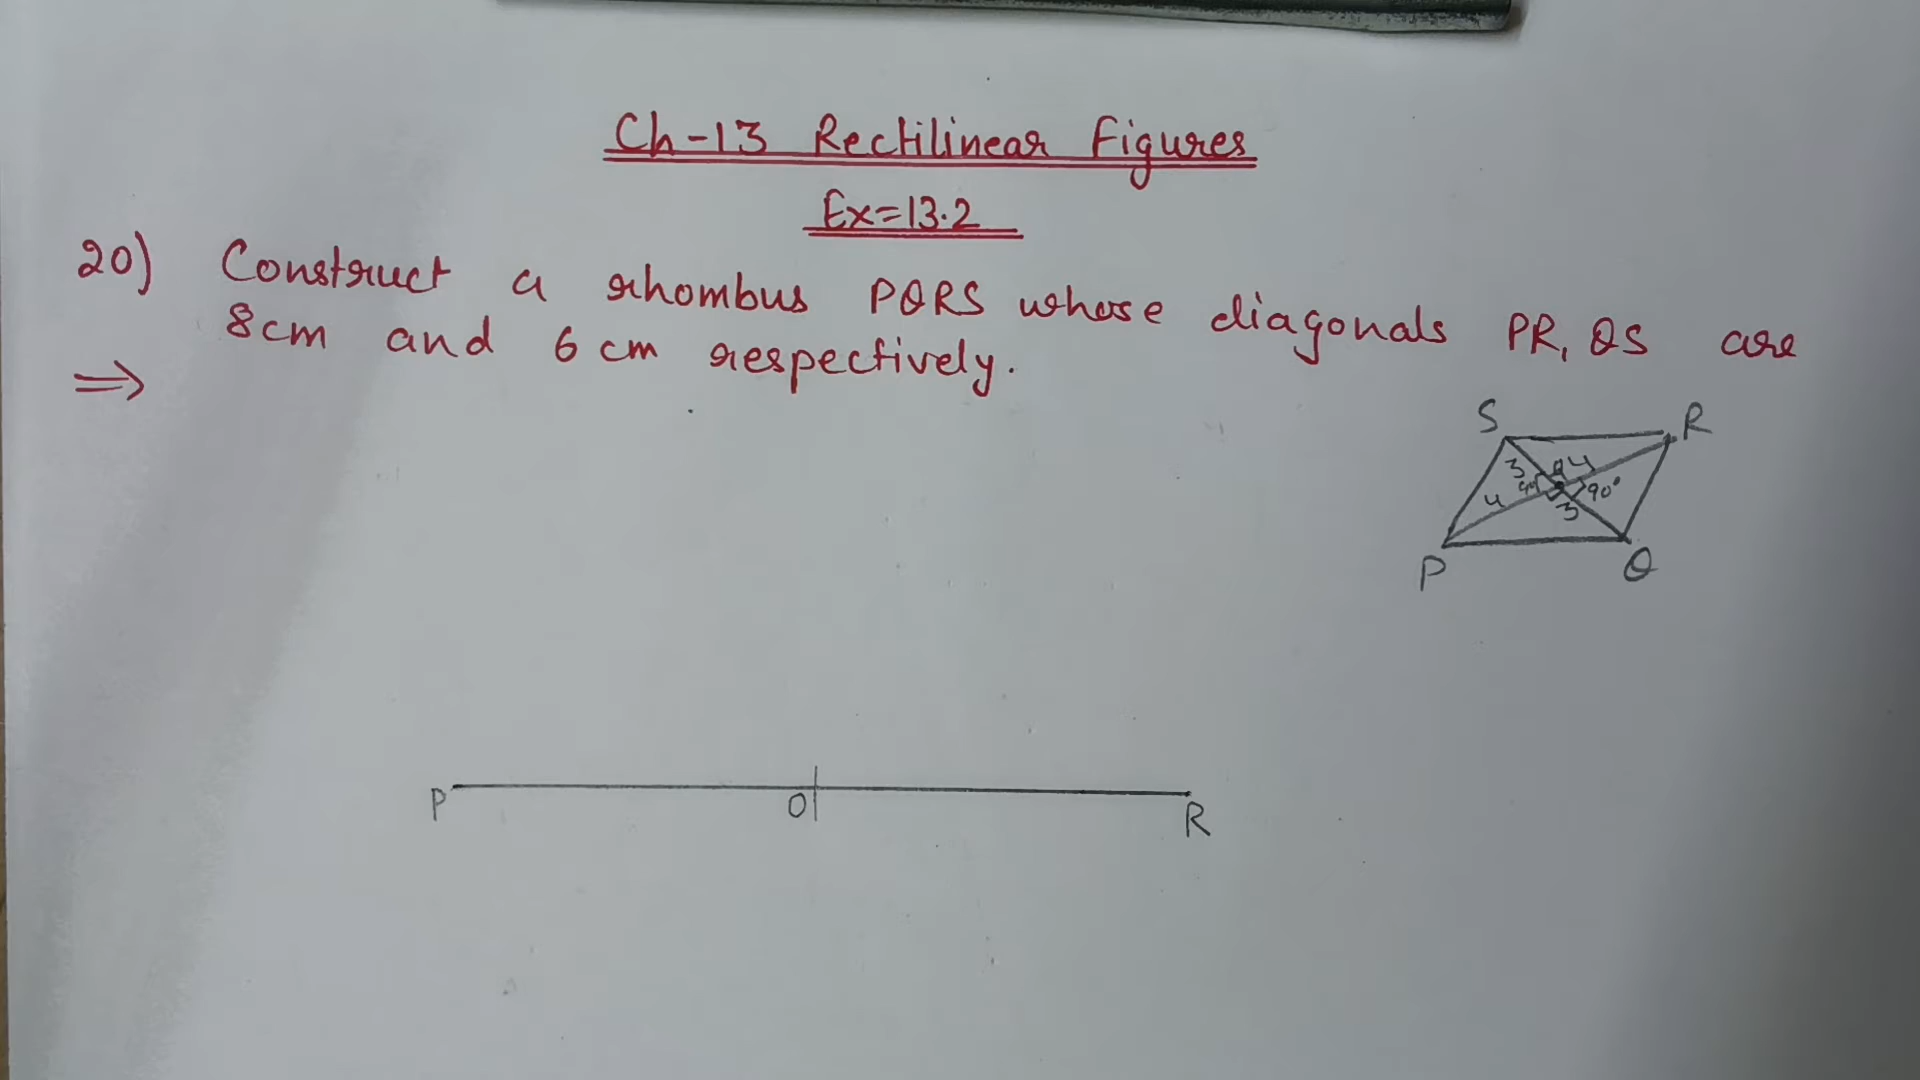 Ch-13 Rectilinear Figures
Ex=13.2
20) Construct a rhombus PQRS whose diagonals PR, QS are
8cm and 6 cm respectively.
⇒
S R
3 4
4 90° 90°
3
P Q
P O R